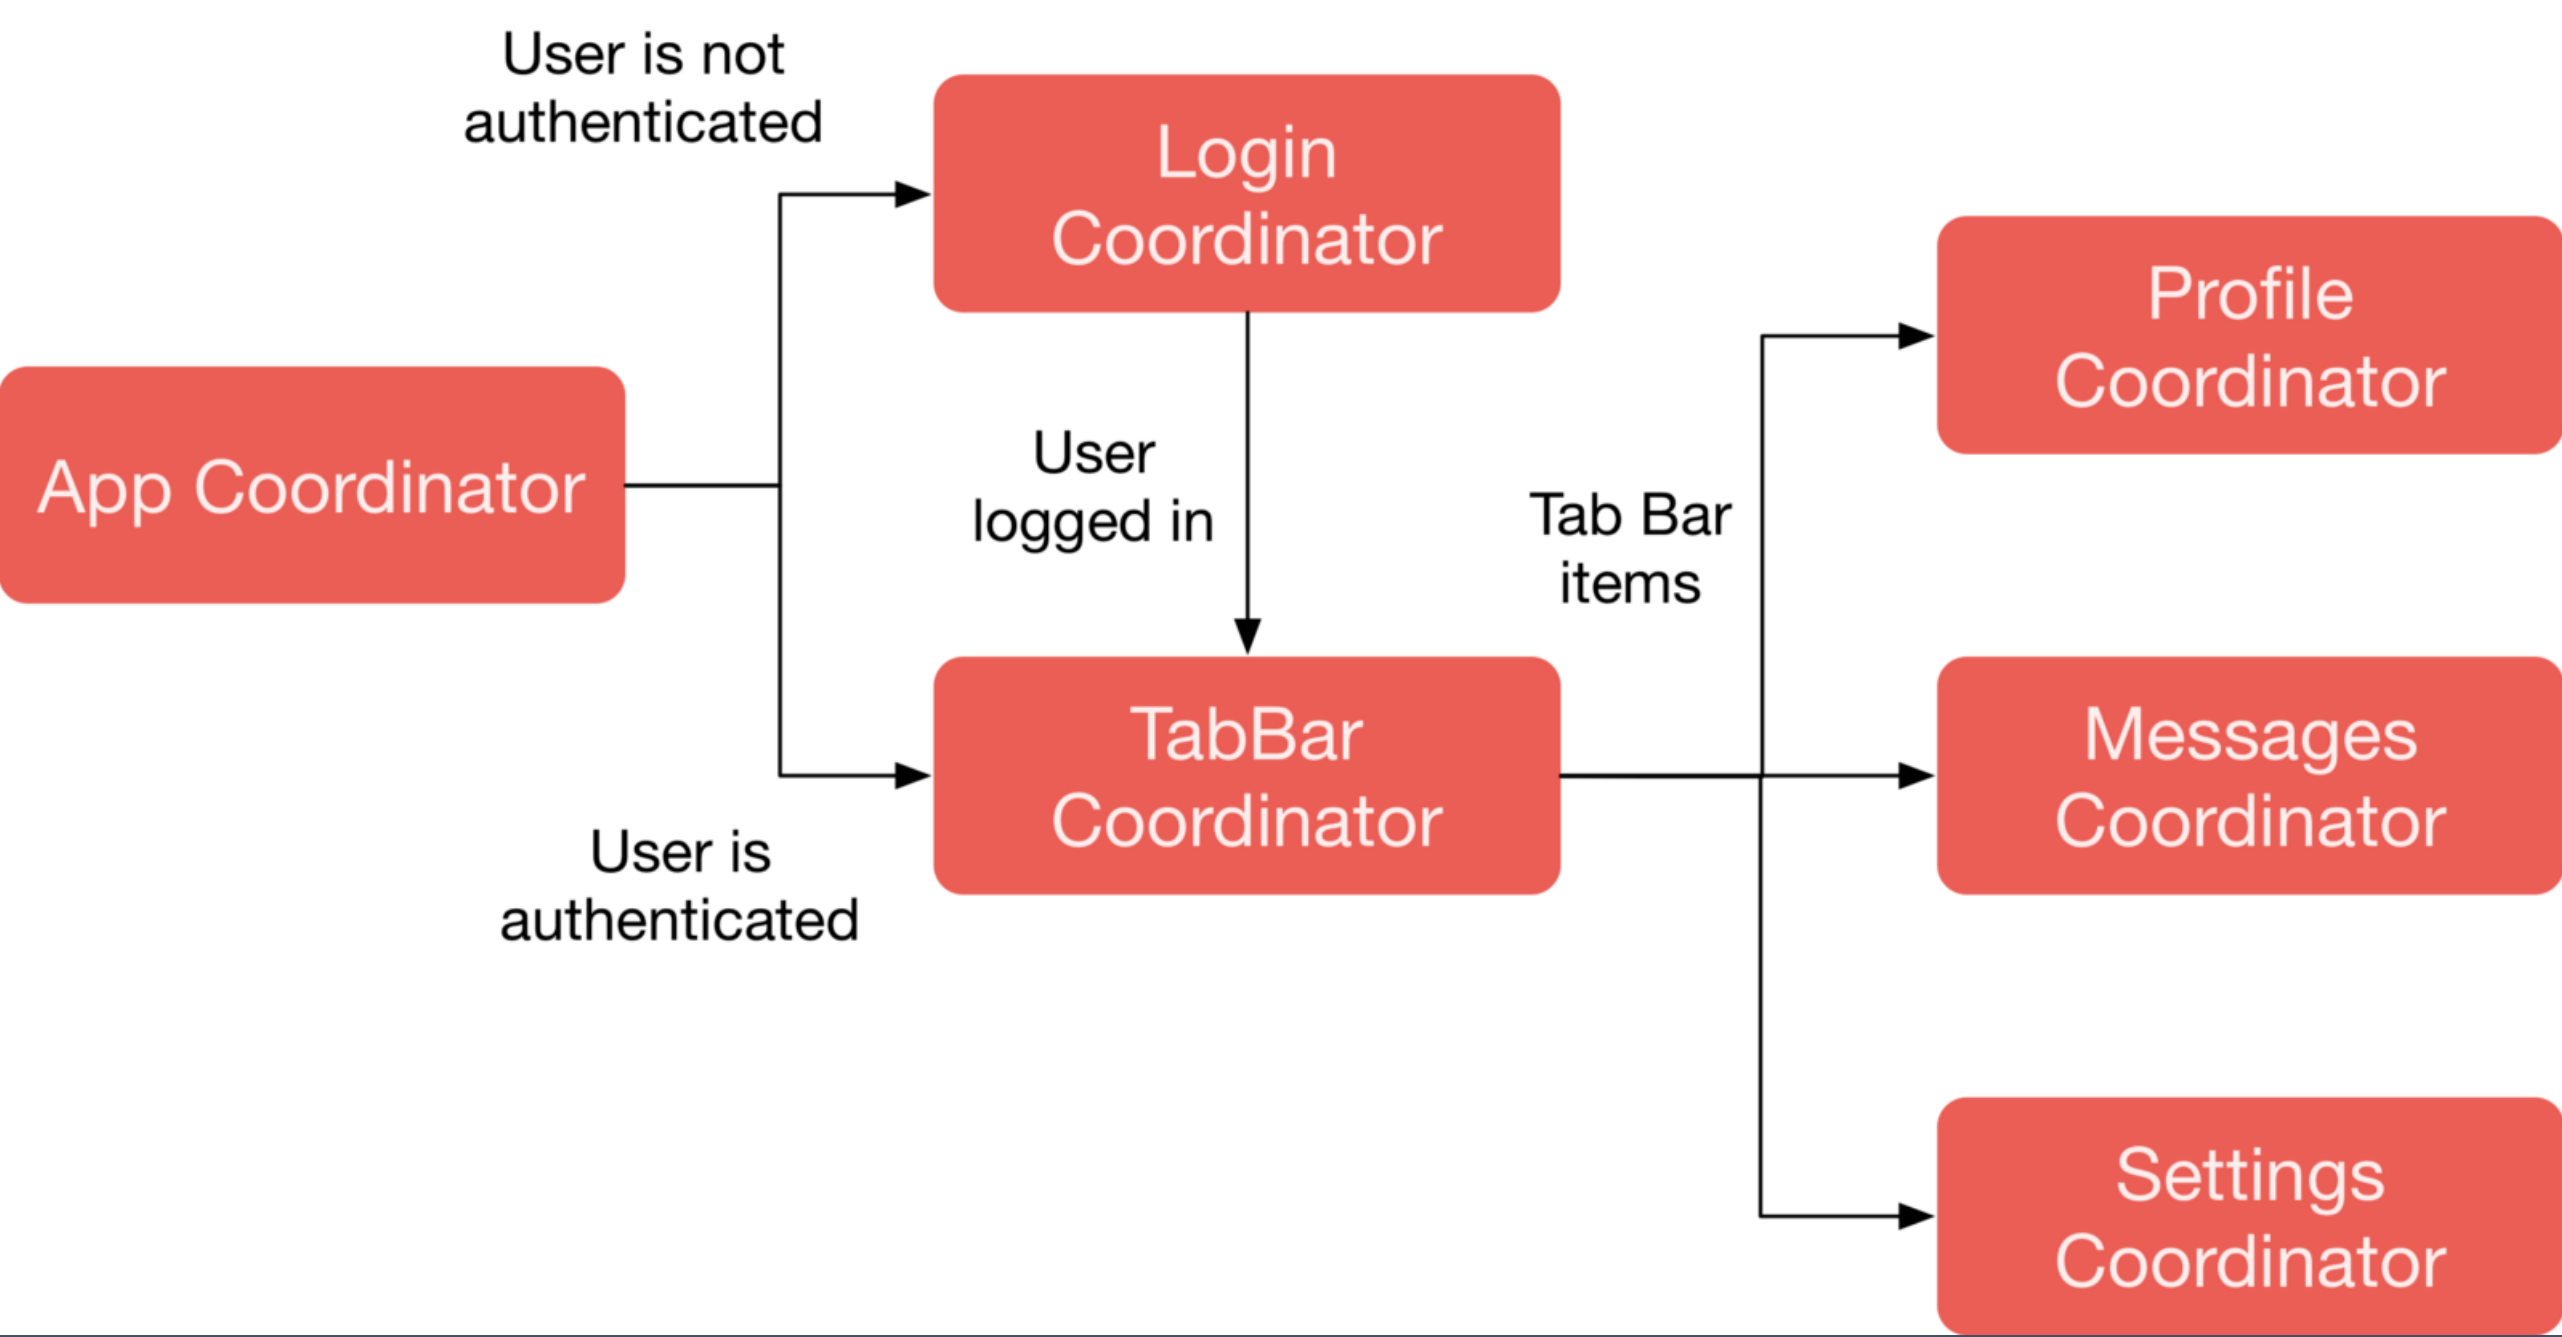 User is not
authenticated
Login
Coordinator
App Coordinator
User
logged in
User is
authenticated
TabBar
Coordinator
Tab Bar
items
Profile
Coordinator
Messages
Coordinator
Settings
Coordinator